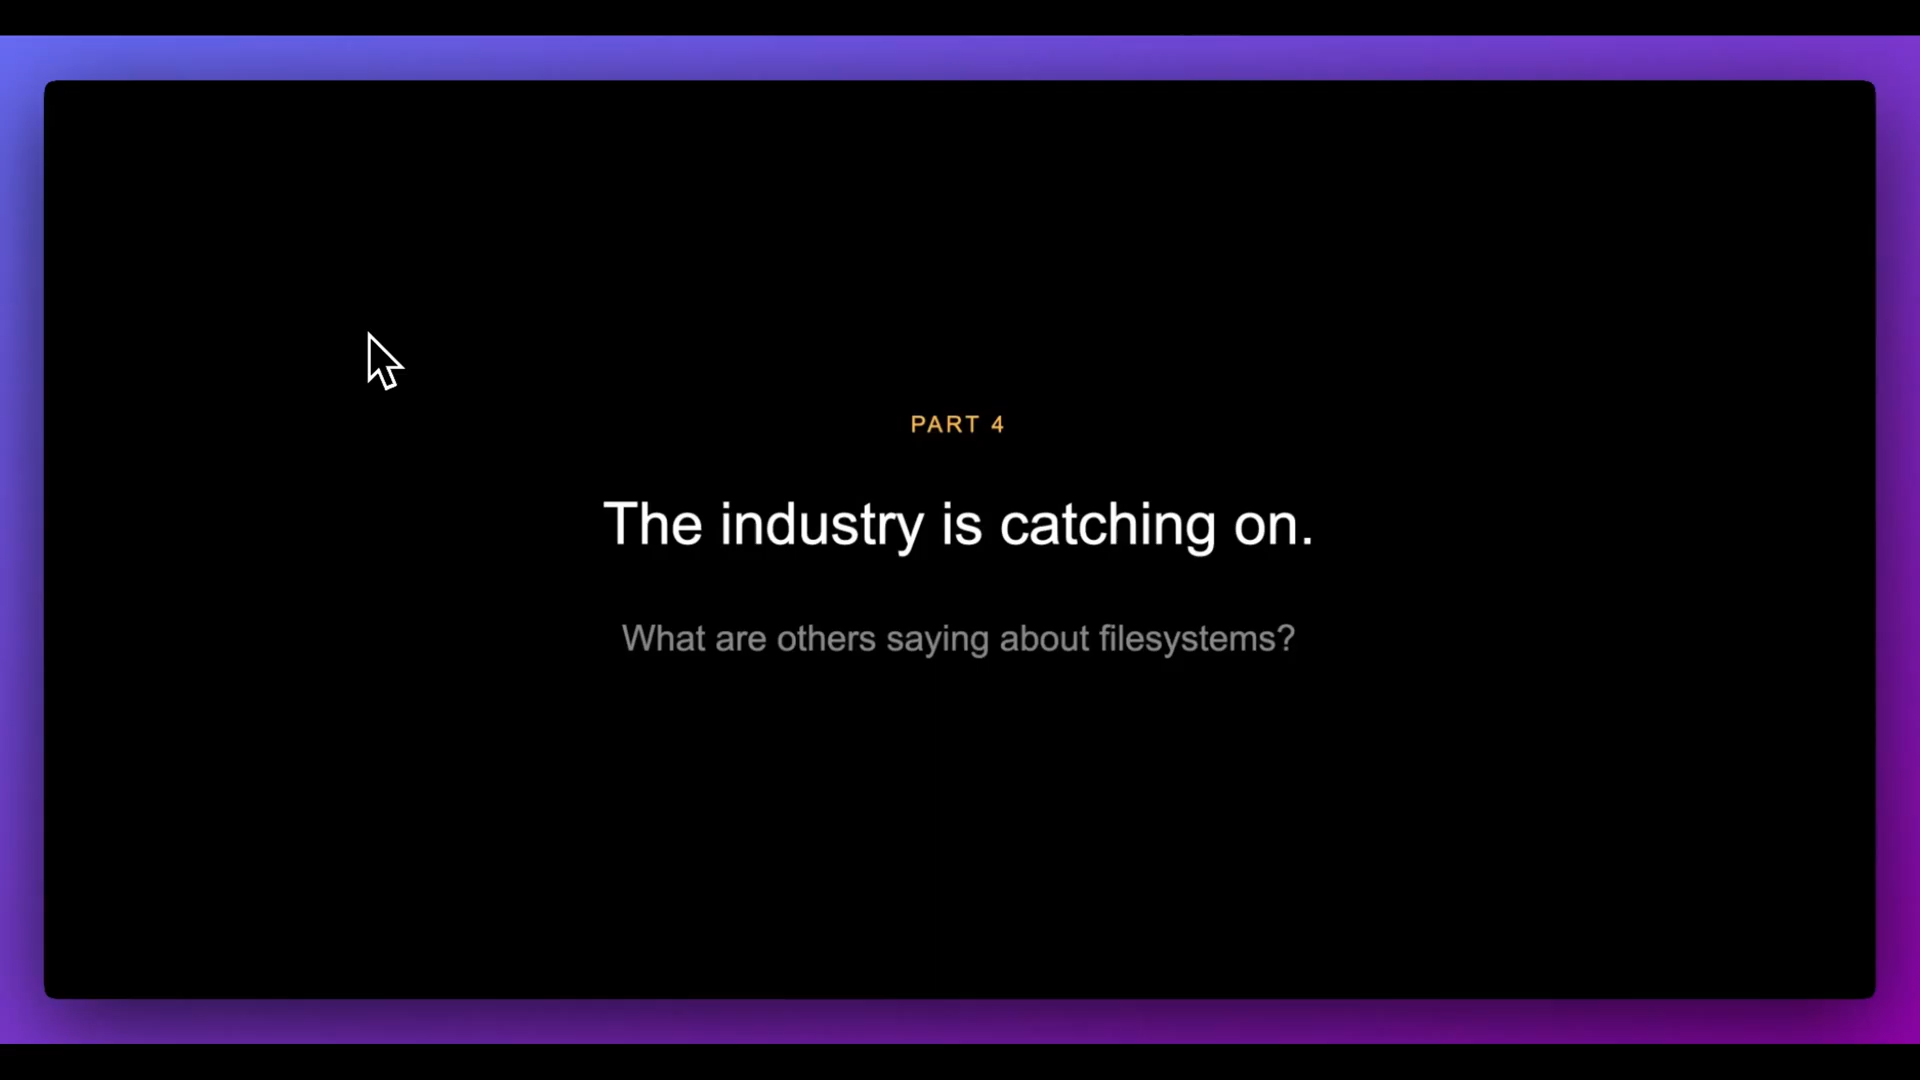 PART 4
The industry is catching on.
What are others saying about filesystems?